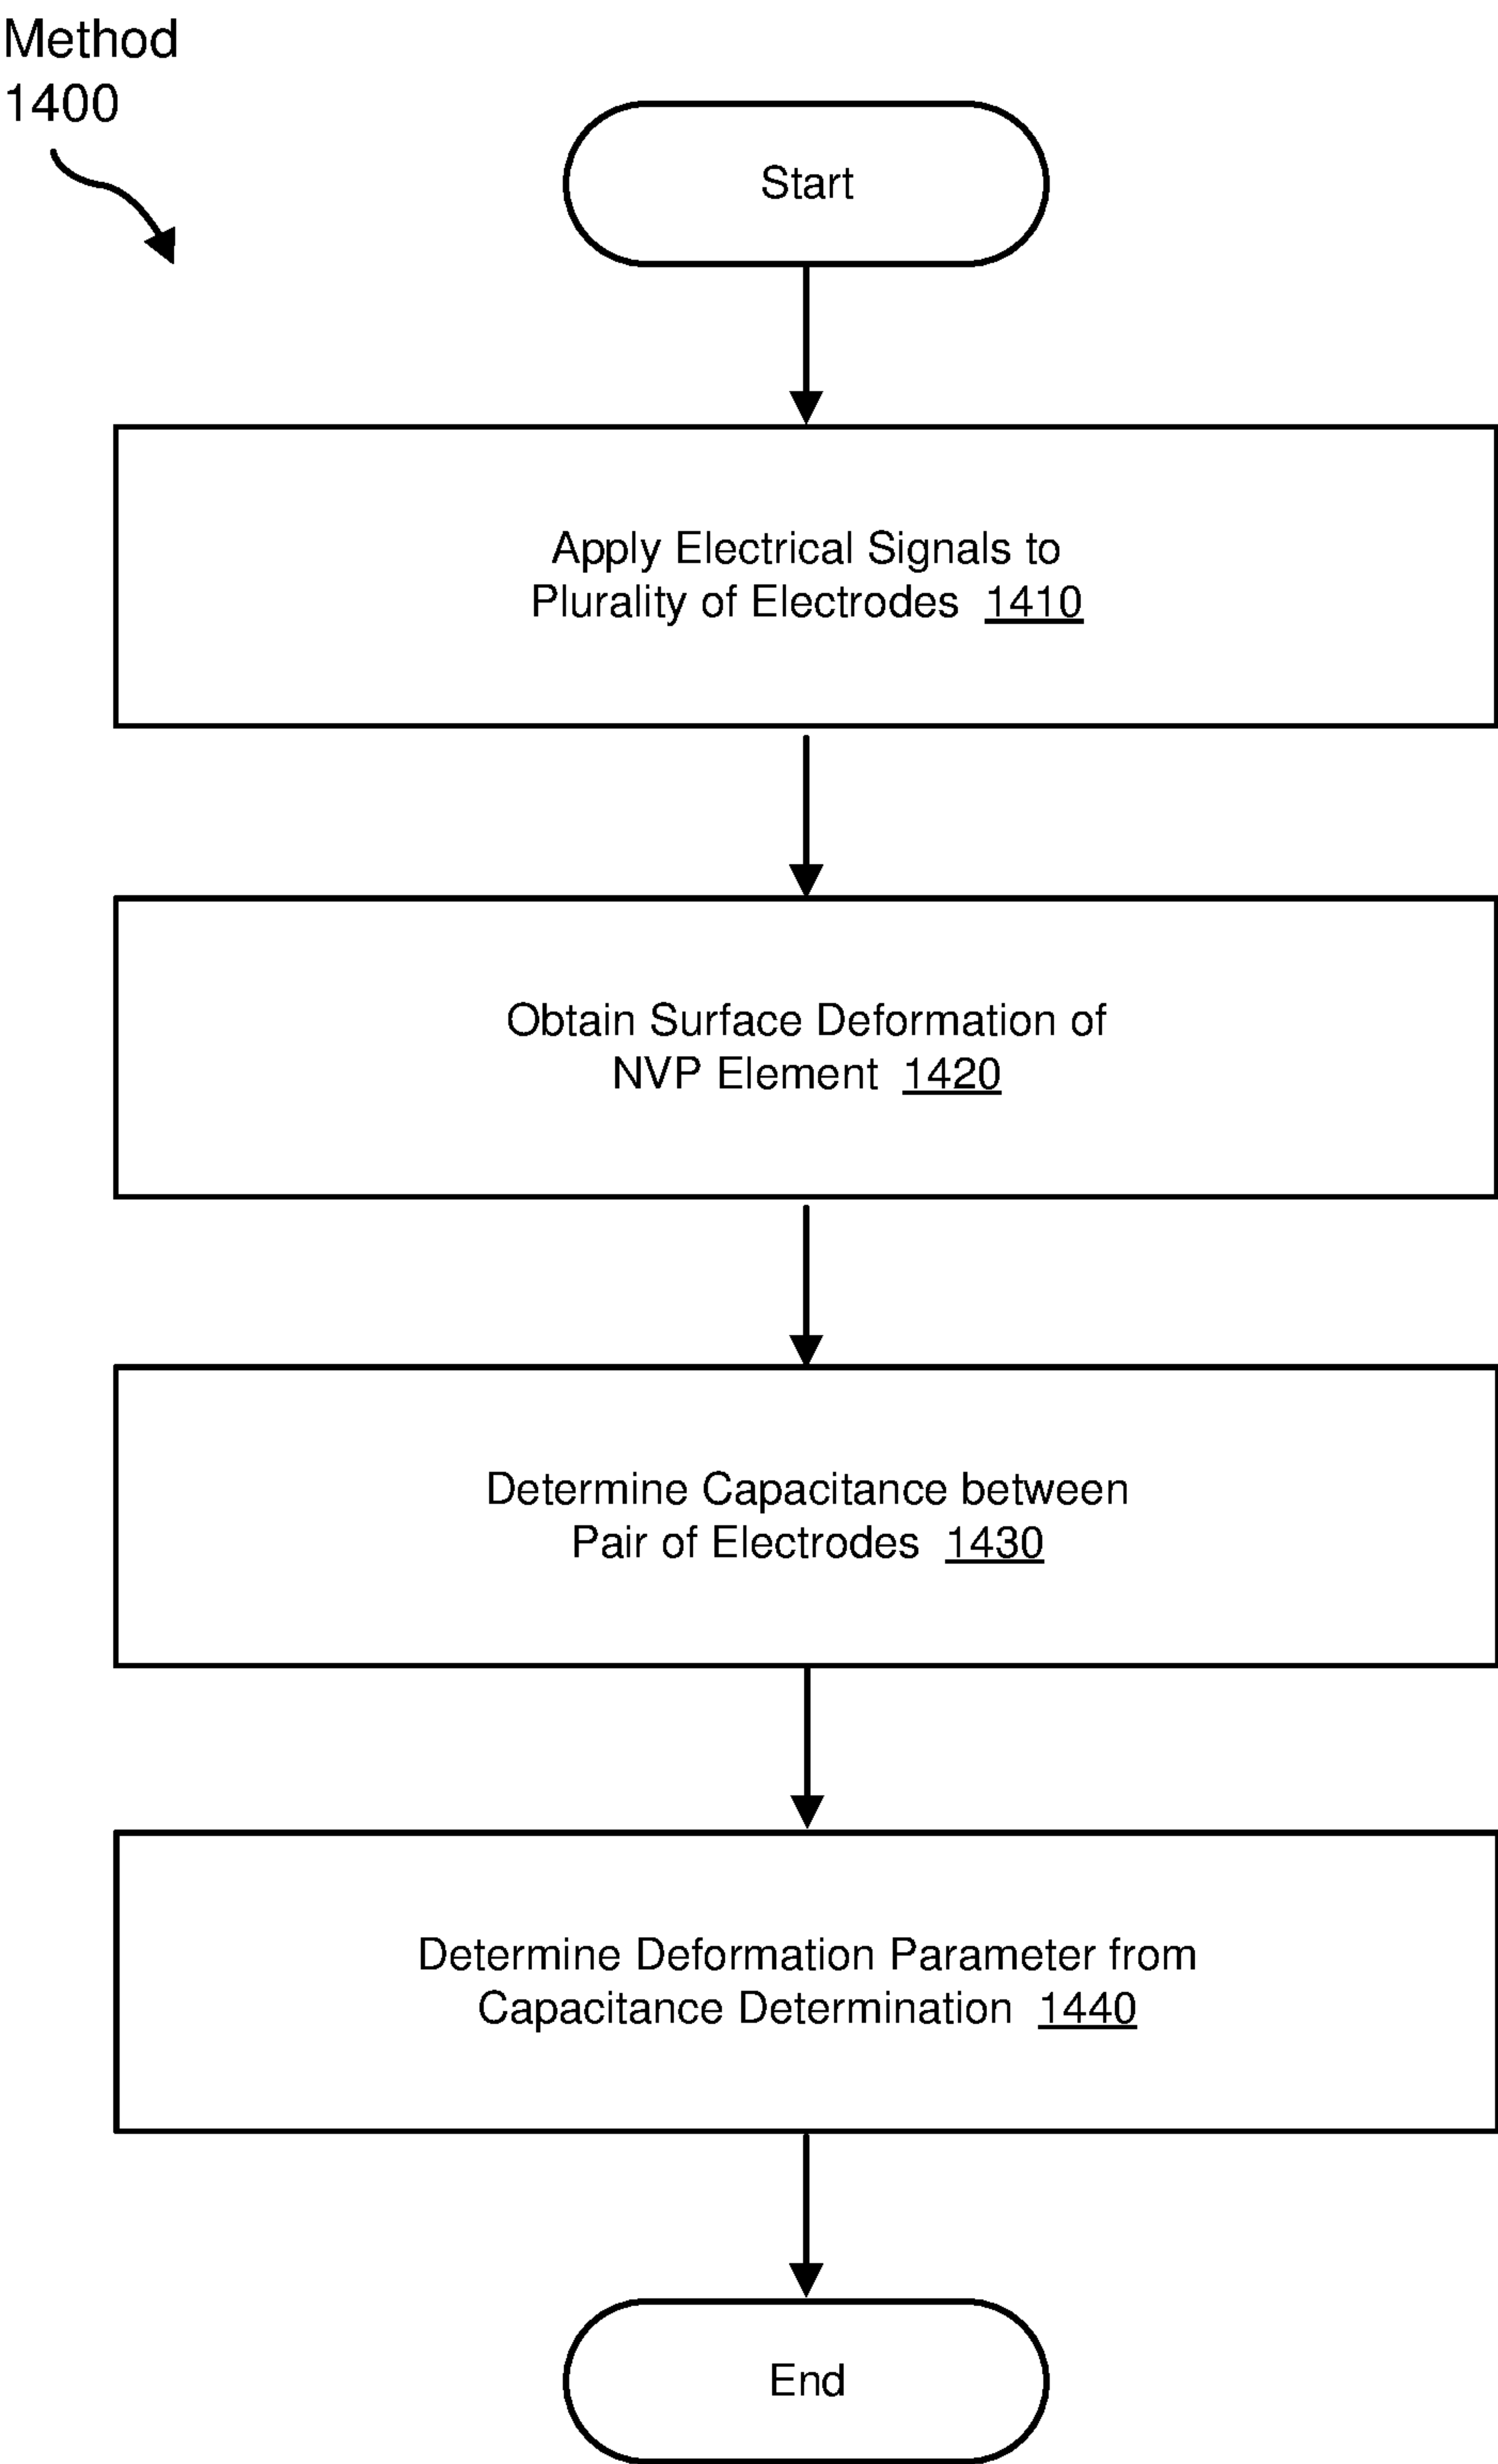 Method
1400
Start
Apply Electrical Signals to
Plurality of Electrodes 1410
Obtain Surface Deformation of
NVP Element 1420
Determine Capacitance between
Pair of Electrodes 1430
Determine Deformation Parameter from
Capacitance Determination 1440
End